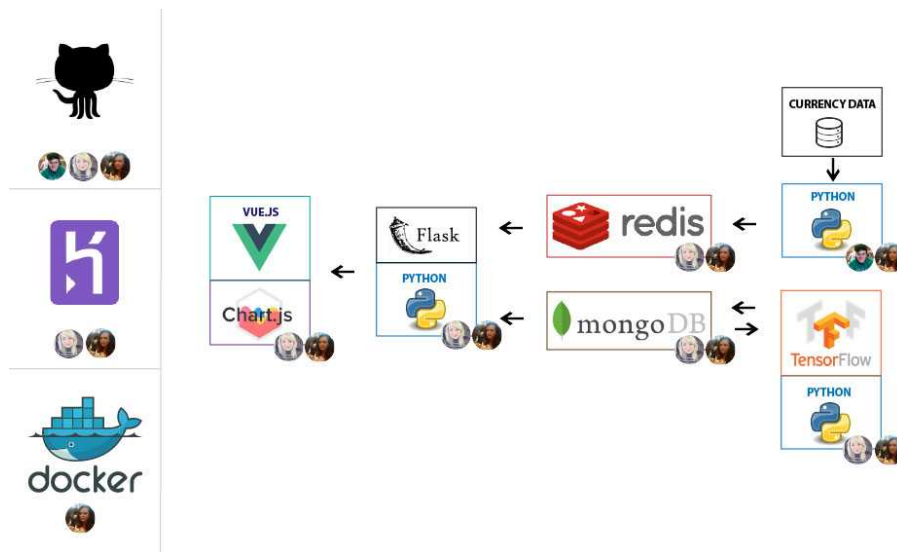 docker
VUE.JS
Chart.js
Flask
PYTHON
redis
mongoDB
CURRENCY DATA
PYTHON
TensorFlow
PYTHON